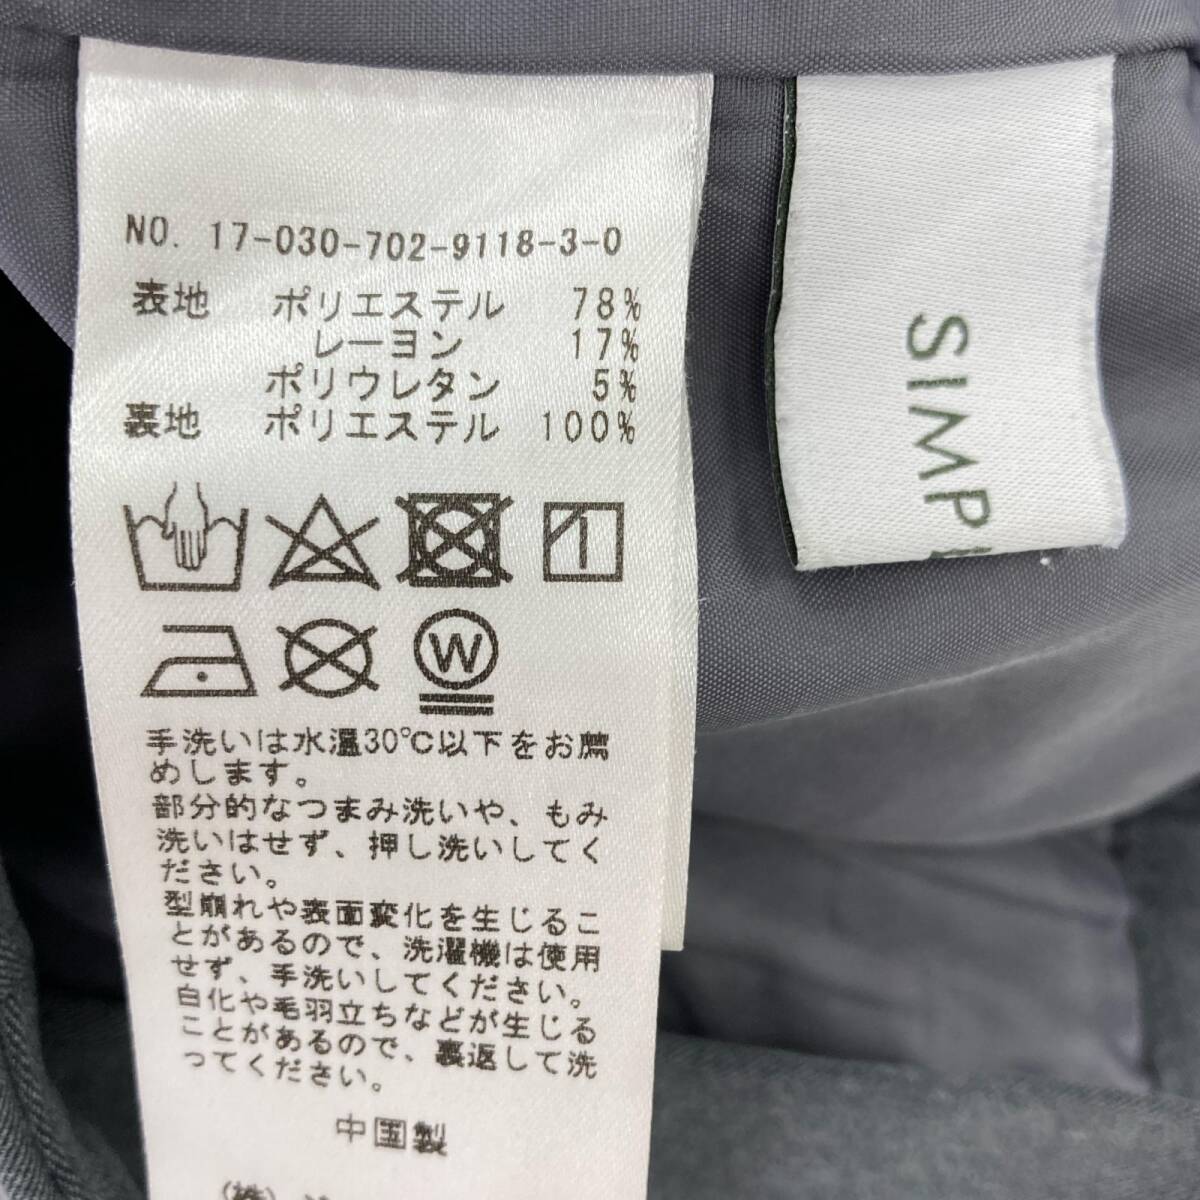 NO. 17-030-702-9118-3-0
表地 ポリエステル 78%
レーヨン 17%
ポリウレタン 5%
裏地 ポリエステル 100%
W
手洗いは水温30℃以下をお薦
めします。
部分的なつまみ洗いや、もみ
洗いはせず、押し洗いしてく
ださい。
型崩れや表面変化を生じるこ
とがあるので、洗濯機は使用
せず、手洗いしてください。
白化や毛羽立ちなどが生じる
ことがあるので、裏返して洗
ってください。
中国製
(株)
SIMP